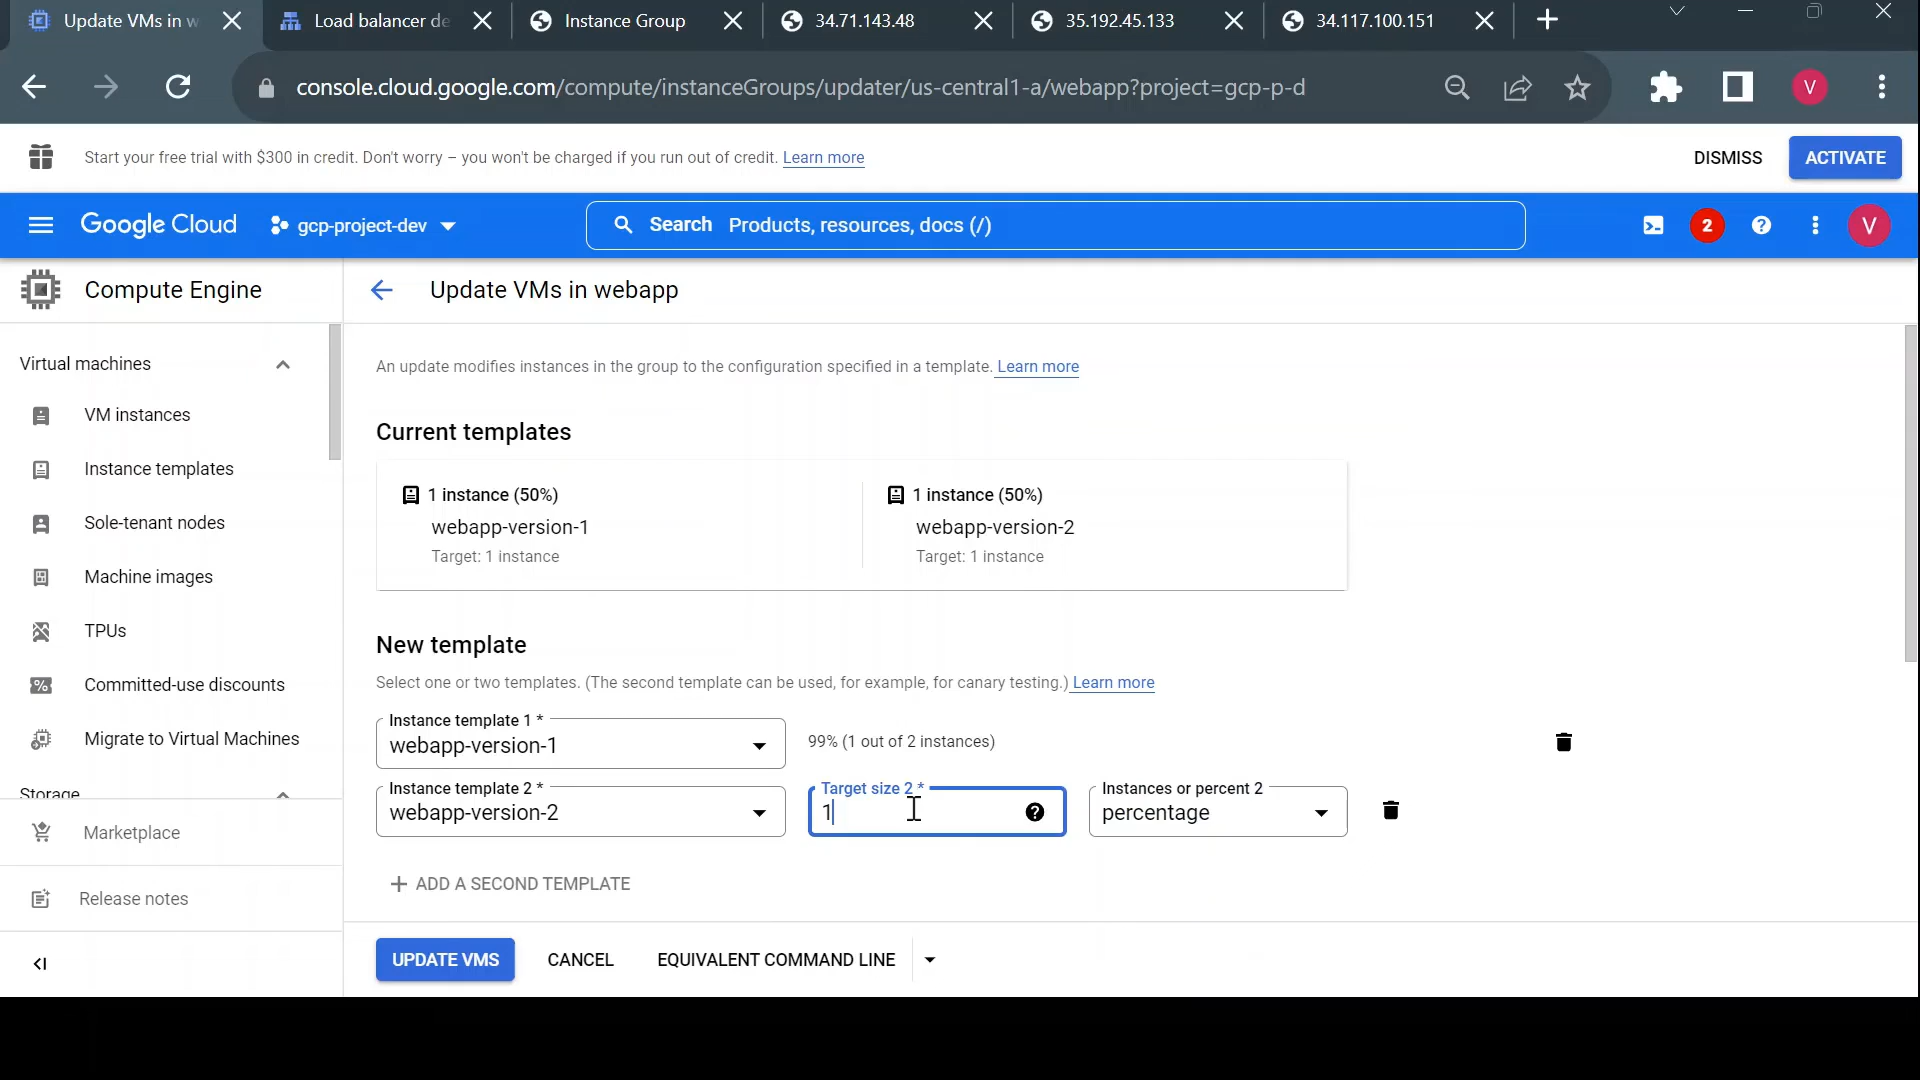 Update VMs in w
Load balancer de
Instance Group
34.71.143.48
35.192.45.133
34.117.100.151
console.cloud.google.com/compute/instanceGroups/updater/us-central1-a/webapp?project=gcp-p-d
V
Start your free trial with $300 in credit. Don't worry – you won't be charged if you run out of credit. Learn more
DISMISS
ACTIVATE
Google Cloud
gcp-project-dev
Search Products, resources, docs (/)
2
V
Compute Engine
Update VMs in webapp
Virtual machines
VM instances
Instance templates
Sole-tenant nodes
Machine images
TPUs
Committed-use discounts
Migrate to Virtual Machines
Storage
Marketplace
Release notes
An update modifies instances in the group to the configuration specified in a template. Learn more
Current templates
1 instance (50%)
webapp-version-1
Target: 1 instance
1 instance (50%)
webapp-version-2
Target: 1 instance
New template
Select one or two templates. (The second template can be used, for example, for canary testing.) Learn more
Instance template 1 *
webapp-version-1
99% (1 out of 2 instances)
Instance template 2 *
webapp-version-2
Target size 2 *
1
Instances or percent 2
percentage
+ ADD A SECOND TEMPLATE
UPDATE VMS
CANCEL
EQUIVALENT COMMAND LINE